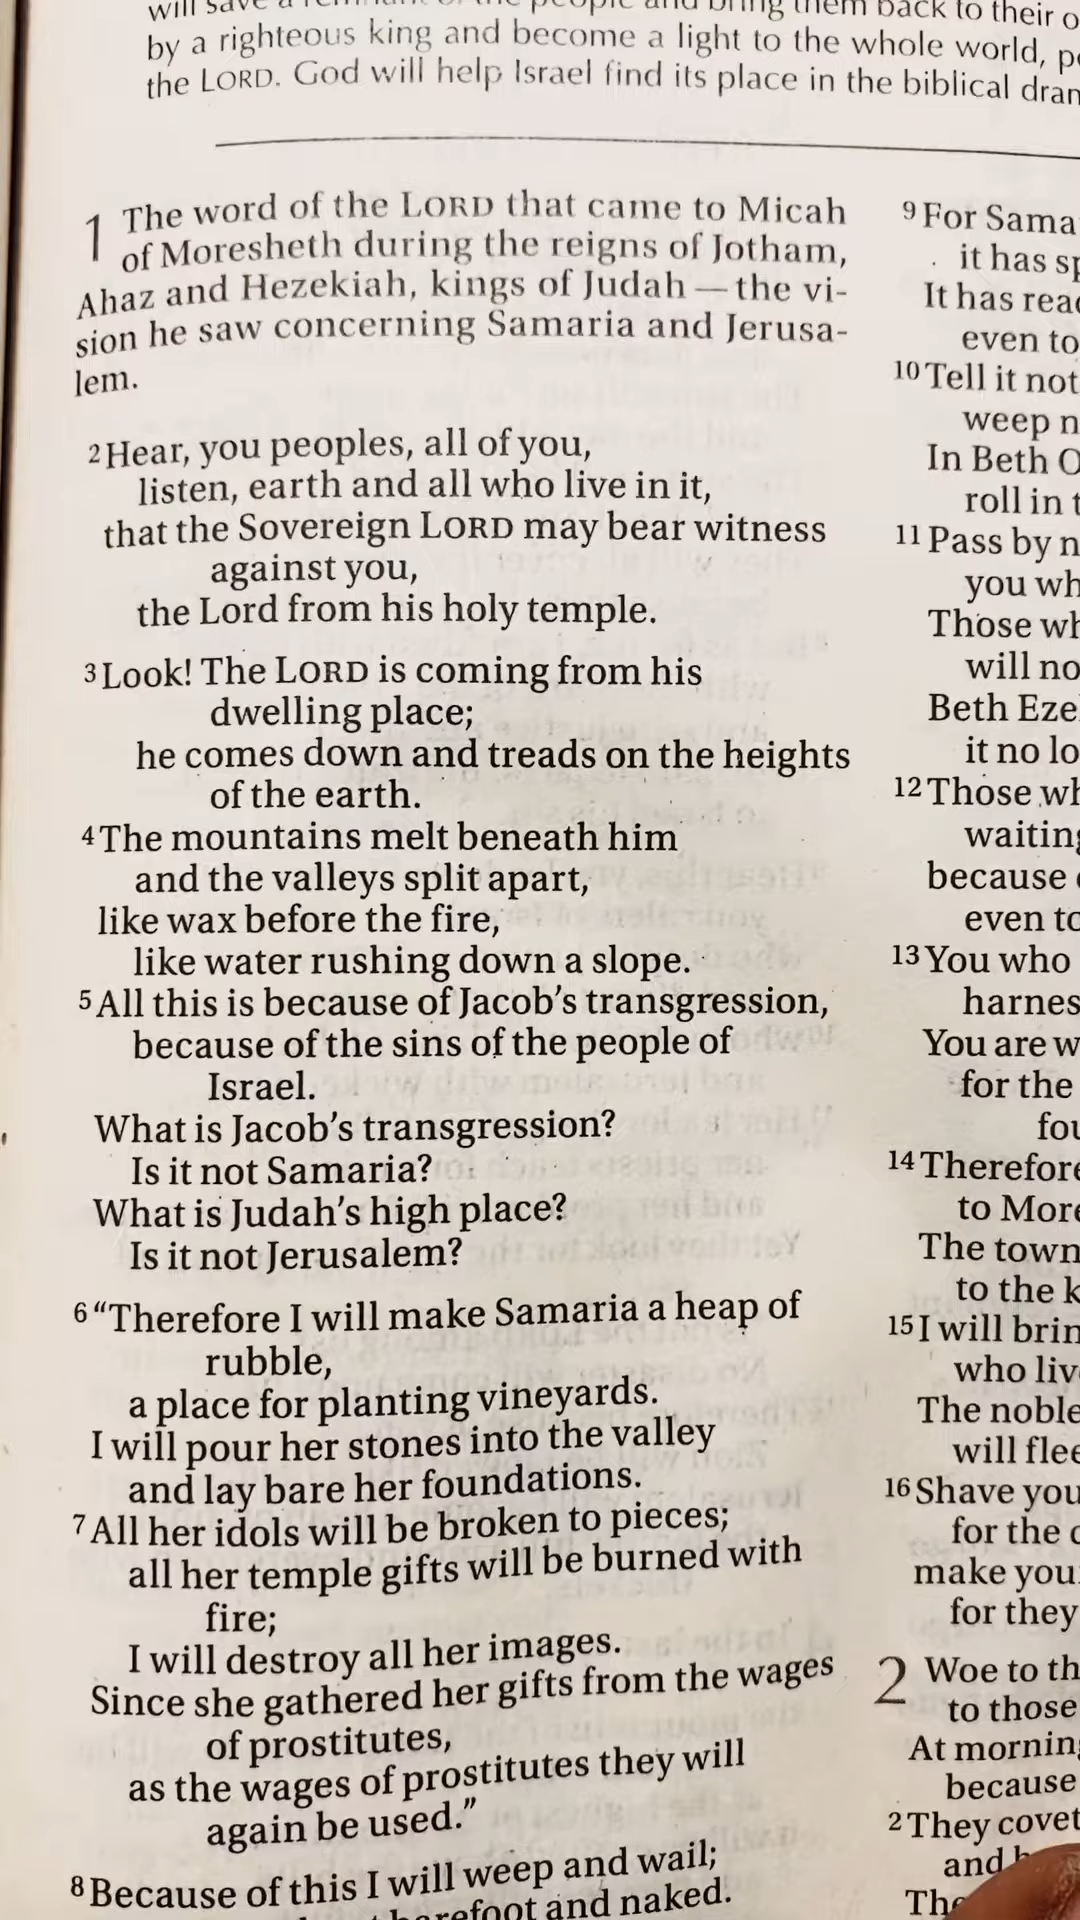 by a righteous king and become a light to the whole world,
the LORD. God will help Israel find its place in the biblical
1 The word of the LORD that came to Micah
of Moresheth during the reigns of Jotham,
Ahaz and Hezekiah, kings of Judah — the vi-
sion he saw concerning Samaria and Jerusa-
lem.
2 Hear, you peoples, all of you,
listen, earth and all who live in it,
that the Sovereign LORD may bear witness
against you,
the Lord from his holy temple.
3 Look! The LORD is coming from his
dwelling place;
he comes down and treads on the heights
of the earth.
4 The mountains melt beneath him
and the valleys split apart,
like wax before the fire,
like water rushing down a slope.
5 All this is because of Jacob's transgression,
because of the sins of the people of
Israel.
What is Jacob's transgression?
Is it not Samaria?
What is Judah's high place?
Is it not Jerusalem?
6 “Therefore I will make Samaria a heap of
rubble,
a place for planting vineyards.
I will pour her stones into the valley
and lay bare her foundations.
7 All her idols will be broken to pieces;
all her temple gifts will be burned with
fire;
I will destroy all her images.
Since she gathered her gifts from the wages
of prostitutes,
as the wages of prostitutes they will
again be used.”
8 Because of this I will weep and wail;
barefoot and naked.
9 For
it has
It has
even to
10 Tell it not
weep
In Beth
roll in
11 Pass by
you
Those
will
Beth
it no
12 Those
waiting
because
even to
13 You who
You are
for the
14 Therefore
to
The town
to the
15 I will
who
The
will
16 Shave
for the
make
for they
2 Woe to
to those
At
because
2 They
and